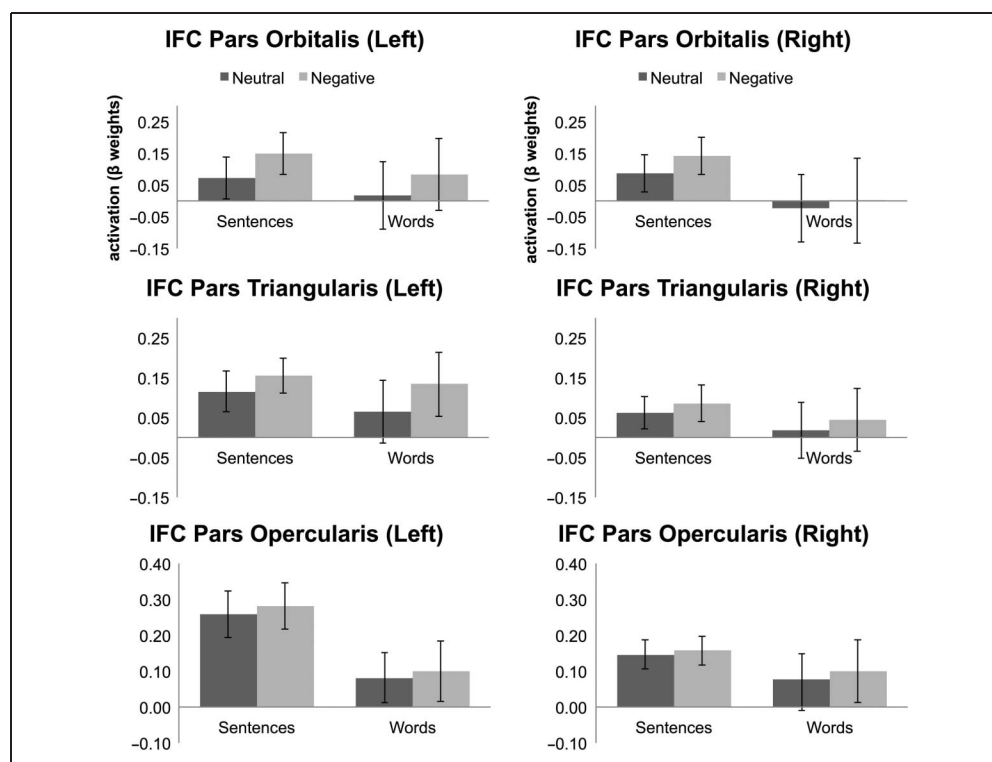 IFC Pars Orbitalis (Left)
Neutral Negative
activation (β weights)
0.25
0.15
0.05
−0.05
−0.15
Sentences Words
IFC Pars Orbitalis (Right)
Neutral Negative
activation (β weights)
0.25
0.15
0.05
−0.05
−0.15
Sentences Words
IFC Pars Triangularis (Left)
0.25
0.15
0.05
−0.05
−0.15
Sentences Words
IFC Pars Triangularis (Right)
0.25
0.15
0.05
−0.05
−0.15
Sentences Words
IFC Pars Opercularis (Left)
0.40
0.30
0.20
0.10
0.00
−0.10
Sentences Words
IFC Pars Opercularis (Right)
0.40
0.30
0.20
0.10
0.00
−0.10
Sentences Words